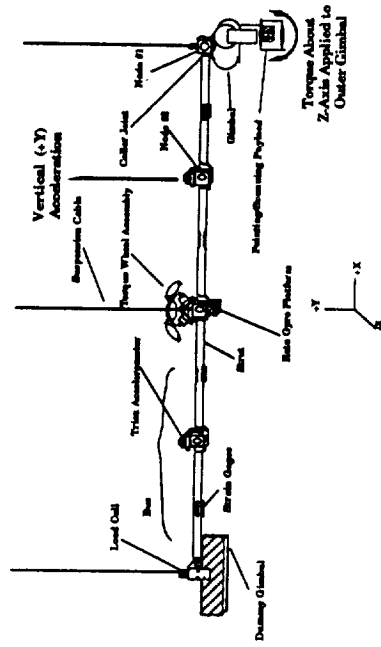 Node #1
Collar Joint
Node #2
Vertical (+Y)
Acceleration
Suspension Cable
Torque Wheel Assembly
Triax Accelerometer
Bus
Load Cell
Gimbal
Pointing/Scanning Payload
Torque About
Z-Axis Applied to
Outer Gimbal
Rate Gyro Platform
Strut
Strain Gages
Dummy Gimbal
+Y
+X